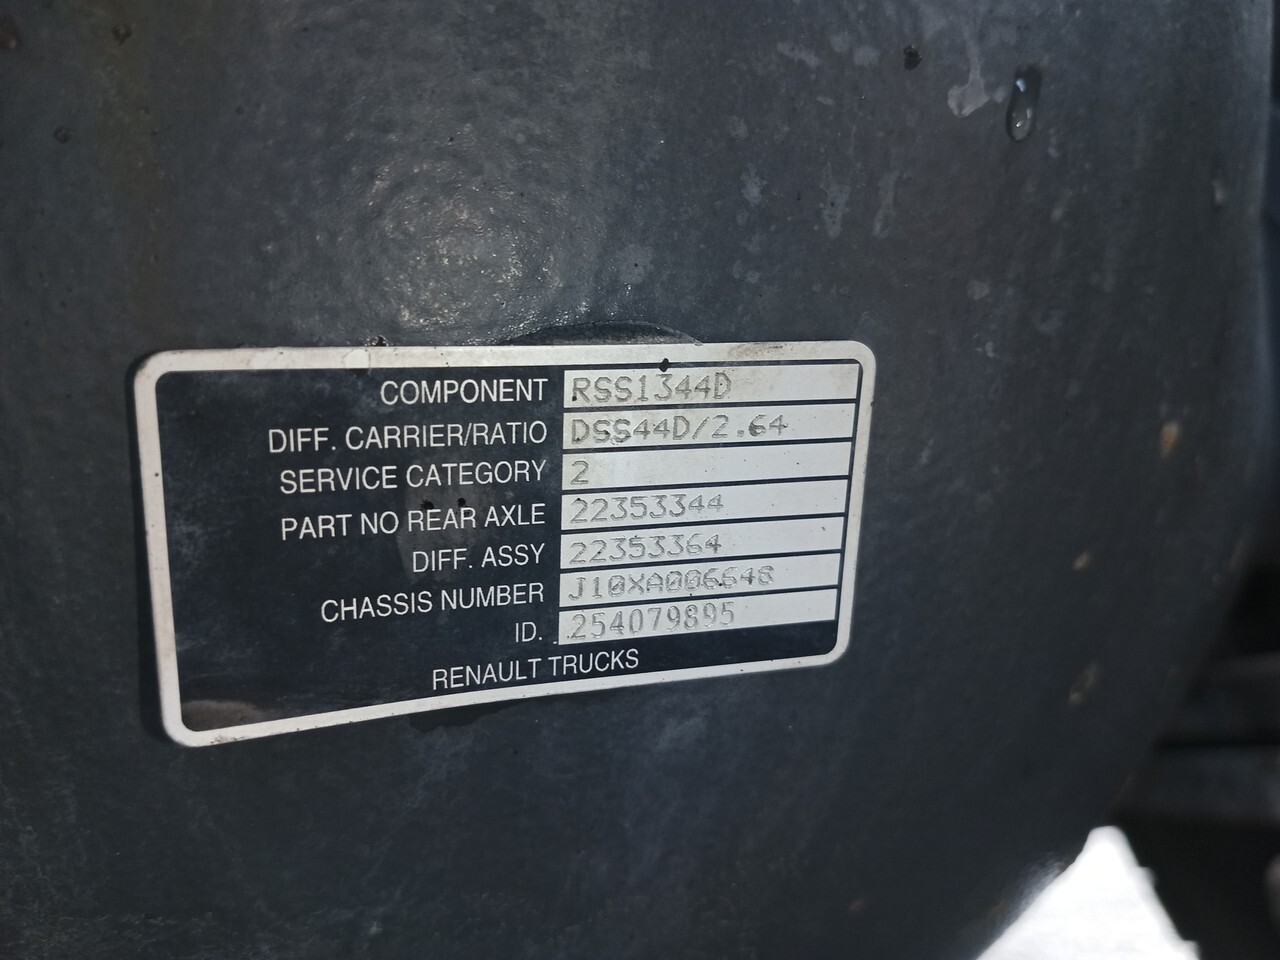 COMPONENT RSS1344D
DIFF. CARRIER/RATIO DSS44D/2.64
SERVICE CATEGORY 2
PART NO REAR AXLE 22353344
DIFF. ASSY 22353364
CHASSIS NUMBER J10XA006648
ID. 254079895
RENAULT TRUCKS